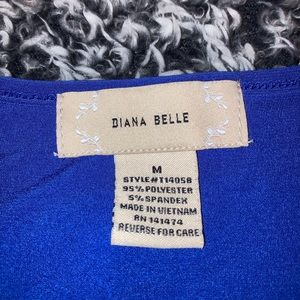 DIANA BELLE
M
STYLE#T14058
95% POLYESTER
5% SPANDEX
MADE IN VIETNAM
RN 141474
REVERSE FOR CARE